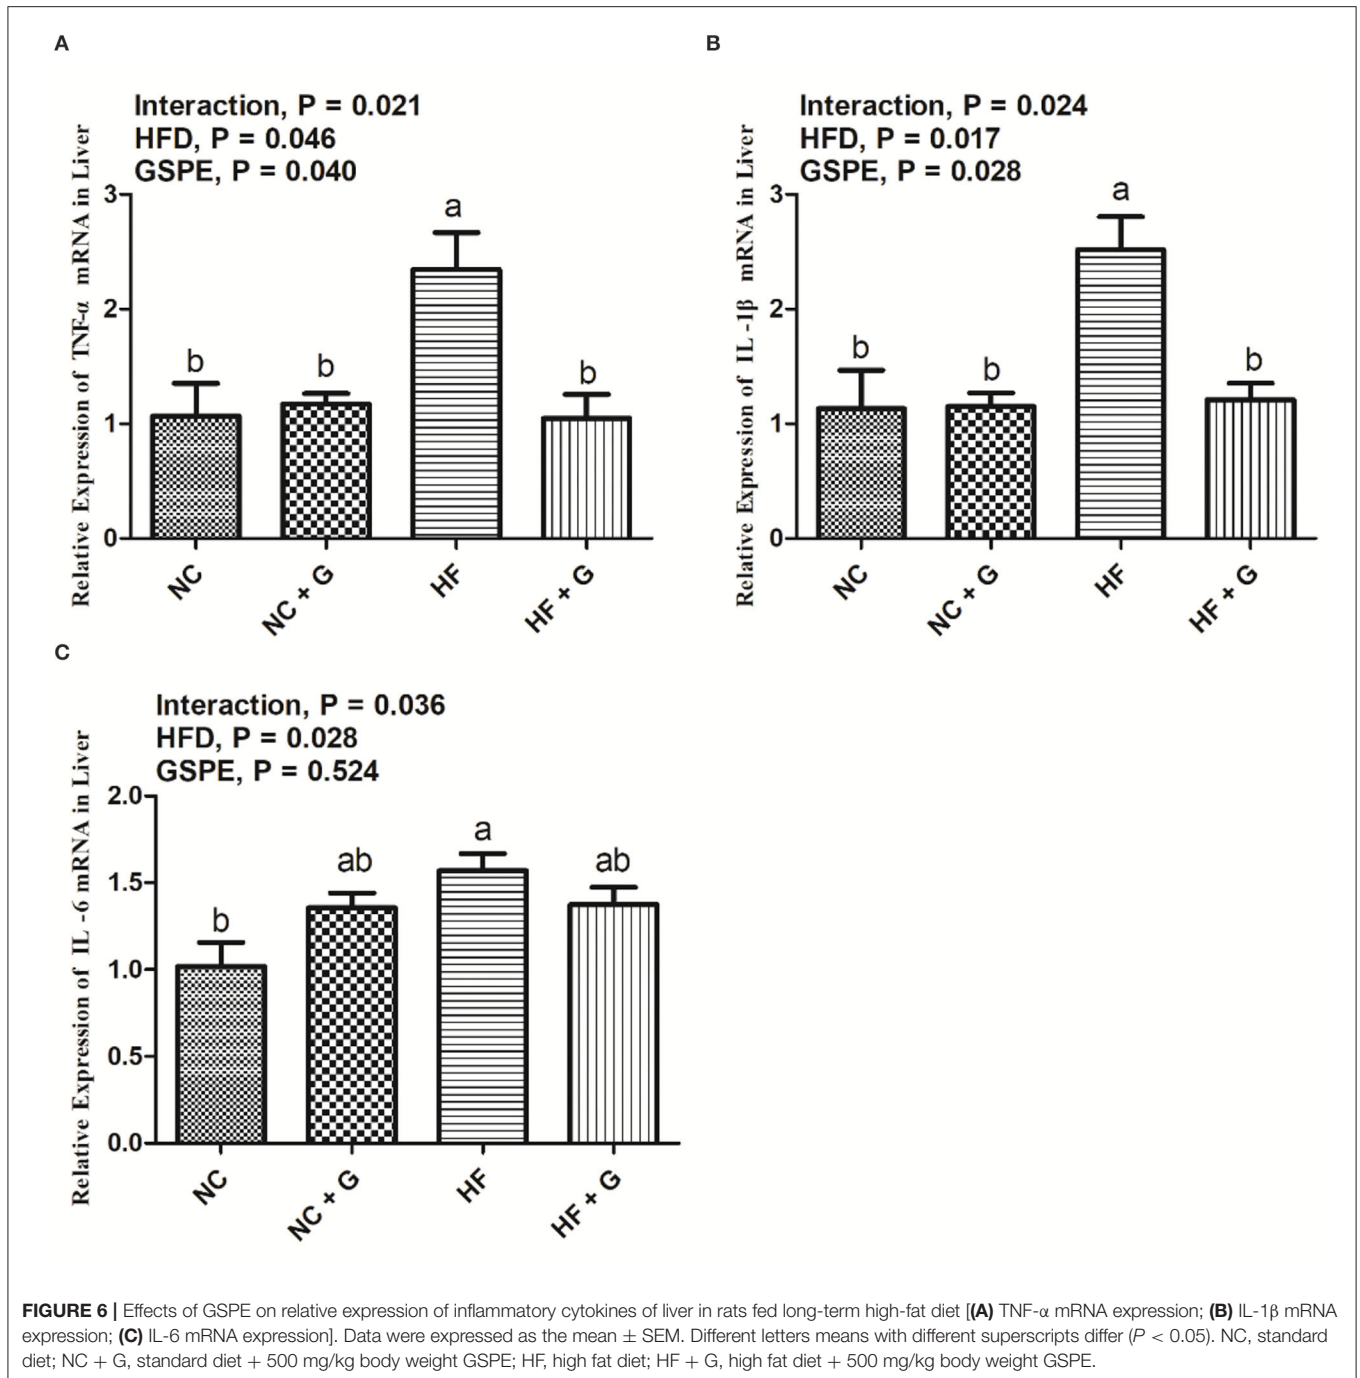 A
Interaction, P = 0.021
HFD, P = 0.046
GSPE, P = 0.040
Relative Expression of TNF-α mRNA in Liver
3
2
1
0
a
b
b
b
NC
NC + G
HF
HF + G
B
Interaction, P = 0.024
HFD, P = 0.017
GSPE, P = 0.028
Relative Expression of IL -1β mRNA in Liver
3
2
1
0
a
b
b
b
NC
NC + G
HF
HF + G
C
Interaction, P = 0.036
HFD, P = 0.028
GSPE, P = 0.524
Relative Expression of IL -6 mRNA in Liver
2.0
1.5
1.0
0.5
0.0
b
ab
a
ab
NC
NC + G
HF
HF + G
FIGURE 6 | Effects of GSPE on relative expression of inflammatory cytokines of liver in rats fed long-term high-fat diet [(A) TNF-α mRNA expression; (B) IL-1β mRNA
expression; (C) IL-6 mRNA expression]. Data were expressed as the mean ± SEM. Different letters means with different superscripts differ (P < 0.05). NC, standard
diet; NC + G, standard diet + 500 mg/kg body weight GSPE; HF, high fat diet; HF + G, high fat diet + 500 mg/kg body weight GSPE.